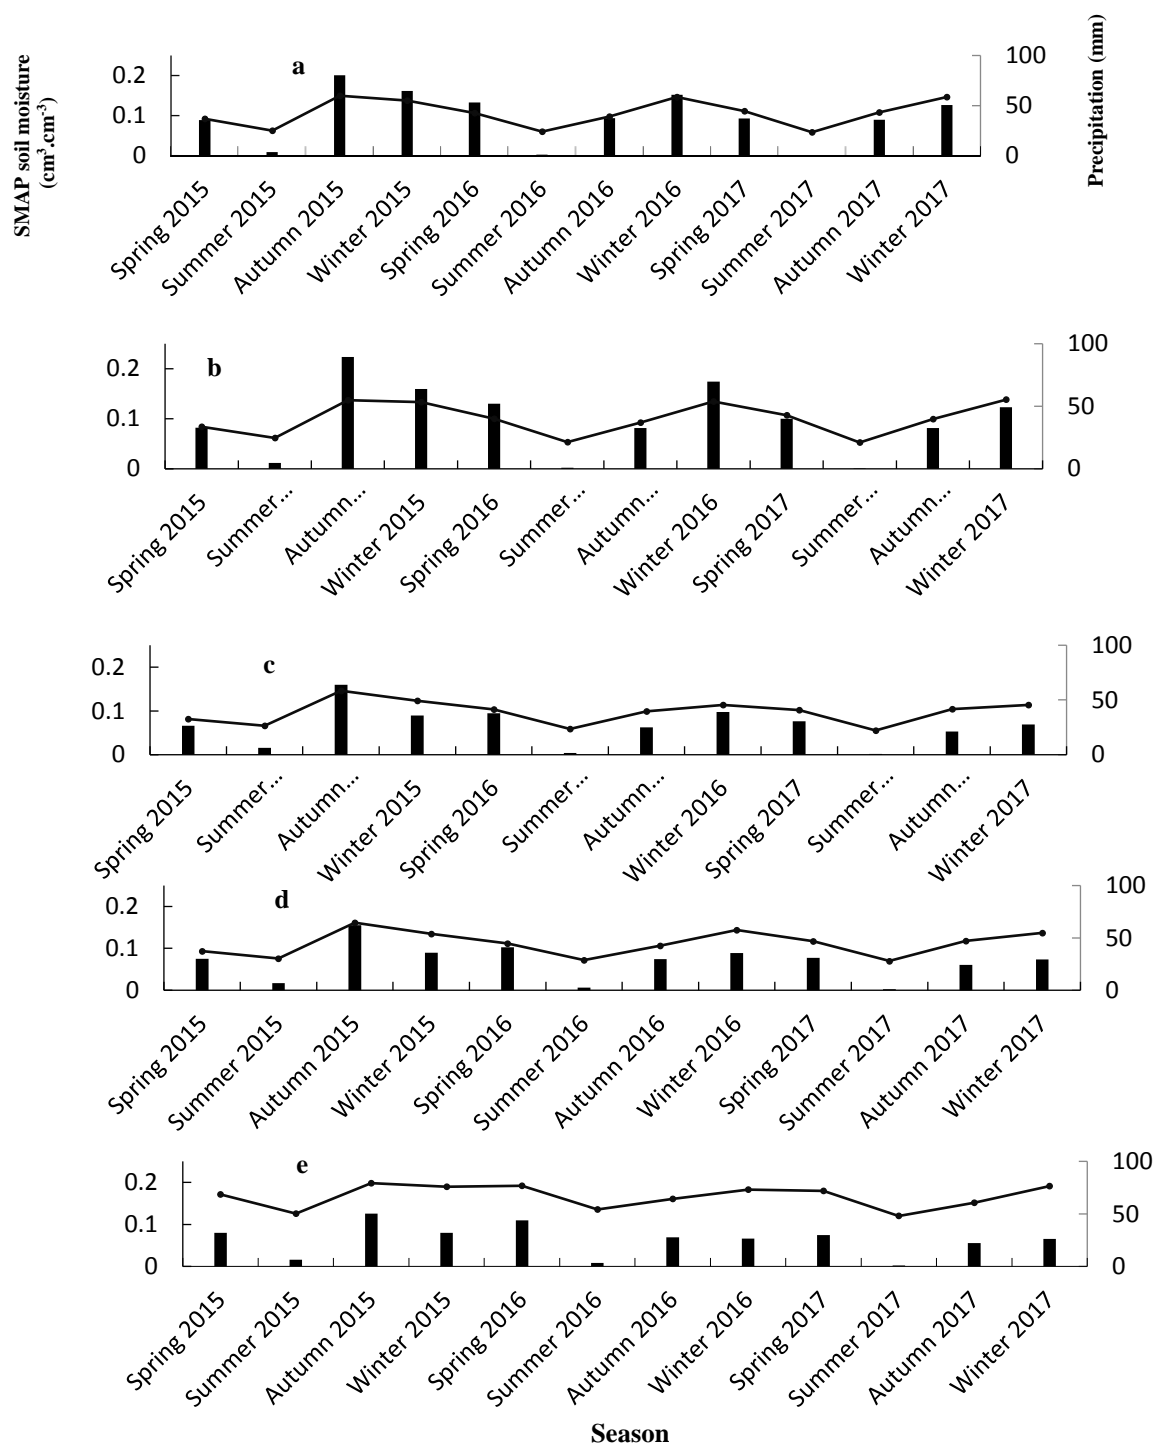 SMAP soil moisture
(cm³.cm⁻³)
Precipitation (mm)
a
0.2
0.1
0
100
50
0
Spring 2015
Summer 2015
Autumn 2015
Winter 2015
Spring 2016
Summer 2016
Autumn 2016
Winter 2016
Spring 2017
Summer 2017
Autumn 2017
Winter 2017
b
0.2
0.1
0
100
50
0
Spring 2015
Summer...
Autumn...
Winter 2015
Spring 2016
Summer...
Autumn...
Winter 2016
Spring 2017
Summer...
Autumn...
Winter 2017
c
0.2
0.1
0
100
50
0
Spring 2015
Summer...
Autumn...
Winter 2015
Spring 2016
Summer...
Autumn...
Winter 2016
Spring 2017
Summer...
Autumn...
Winter 2017
d
0.2
0.1
0
100
50
0
Spring 2015
Summer 2015
Autumn 2015
Winter 2015
Spring 2016
Summer 2016
Autumn 2016
Winter 2016
Spring 2017
Summer 2017
Autumn 2017
Winter 2017
e
0.2
0.1
0
100
50
0
Spring 2015
Summer 2015
Autumn 2015
Winter 2015
Spring 2016
Summer 2016
Autumn 2016
Winter 2016
Spring 2017
Summer 2017
Autumn 2017
Winter 2017
Season